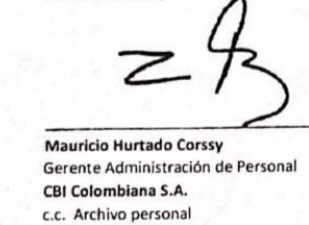 Mauricio Hurtado Corssy
Gerente Administración de Personal
CBI Colombiana S.A.
c.c. Archivo personal